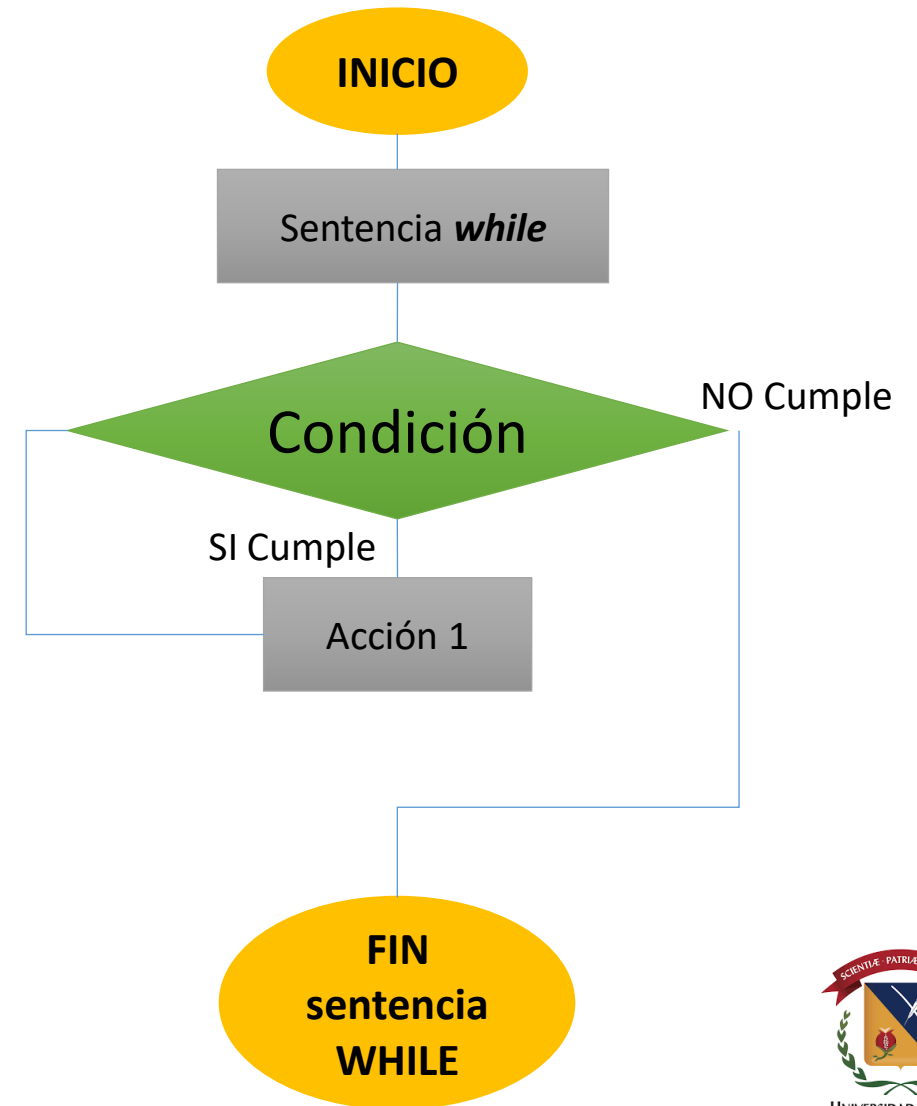 INICIO
Sentencia while
Condición
NO Cumple
SI Cumple
Acción 1
FIN
sentencia
WHILE
SCIENTIÆ PATRIÆ